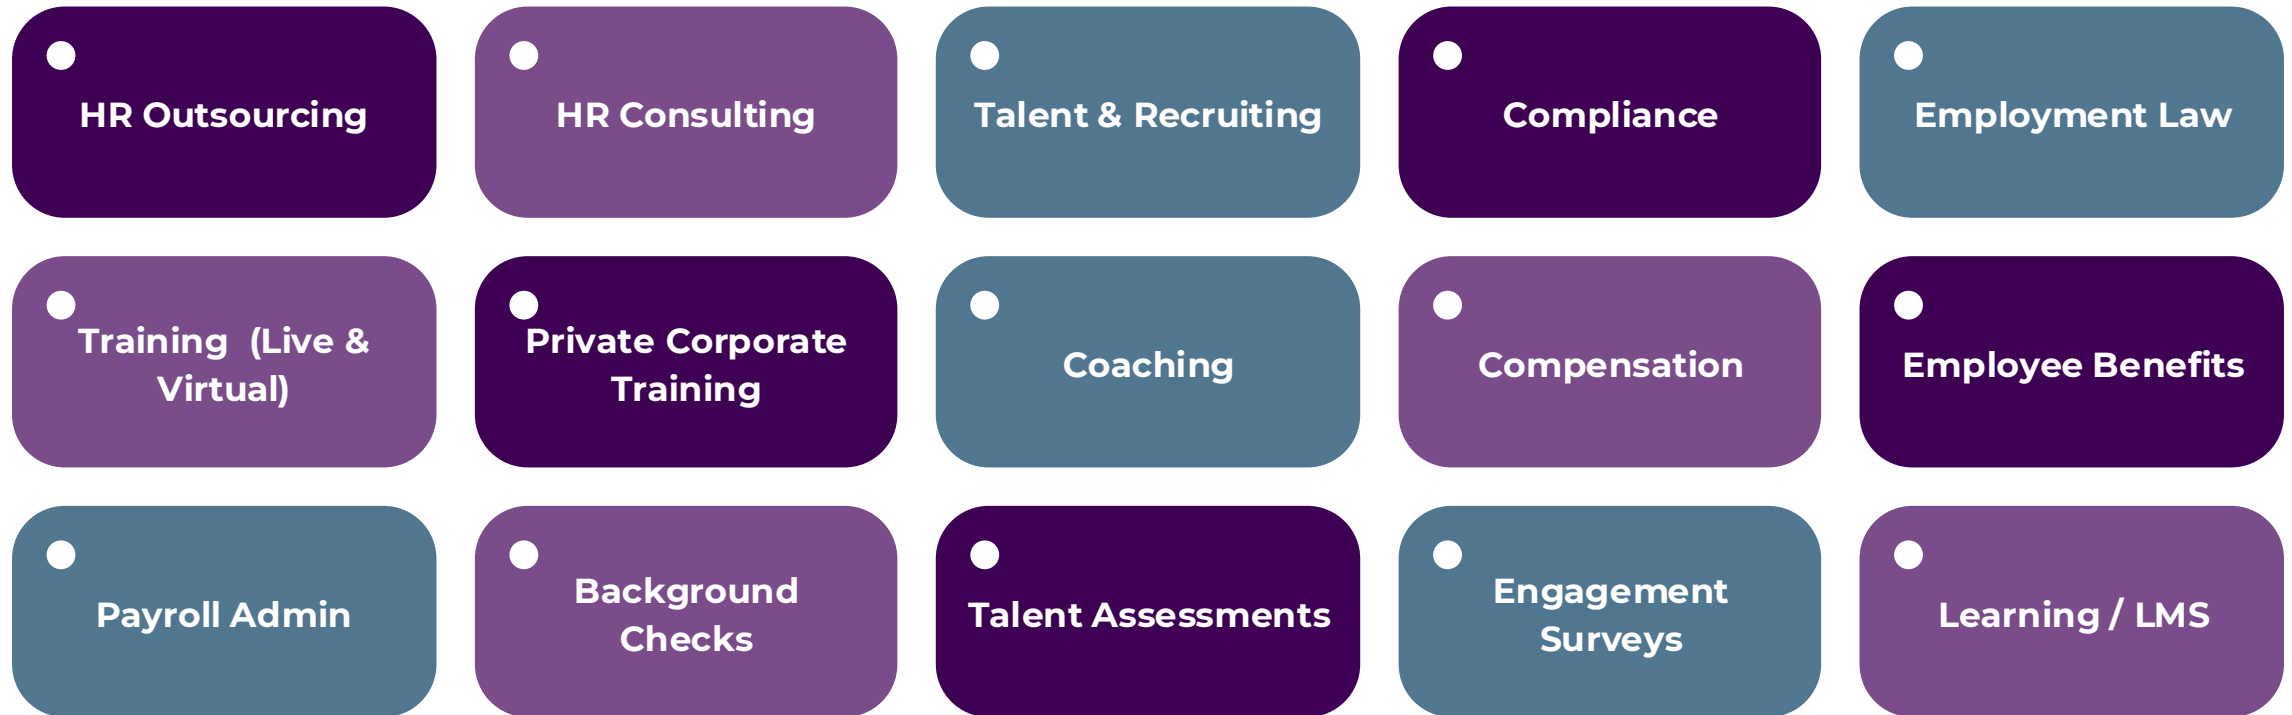 HR Outsourcing
HR Consulting
Talent & Recruiting
Compliance
Employment Law
Training  (Live &
Virtual)
Private Corporate
Training
Coaching
Compensation
Employee Benefits
Payroll Admin
Background
Checks
Talent Assessments
Engagement
Surveys
Learning / LMS